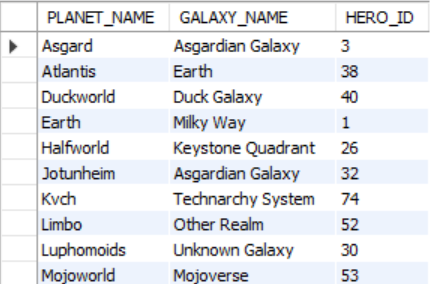 PLANET_NAME GALAXY_NAME HERO_ID
Asgard Asgardian Galaxy 3
Atlantis Earth 38
Duckworld Duck Galaxy 40
Earth Milky Way 1
Halfworld Keystone Quadrant 26
Jotunheim Asgardian Galaxy 32
Kvch Technarchy System 74
Limbo Other Realm 52
Luphomoids Unknown Galaxy 30
Mojoworld Mojoverse 53